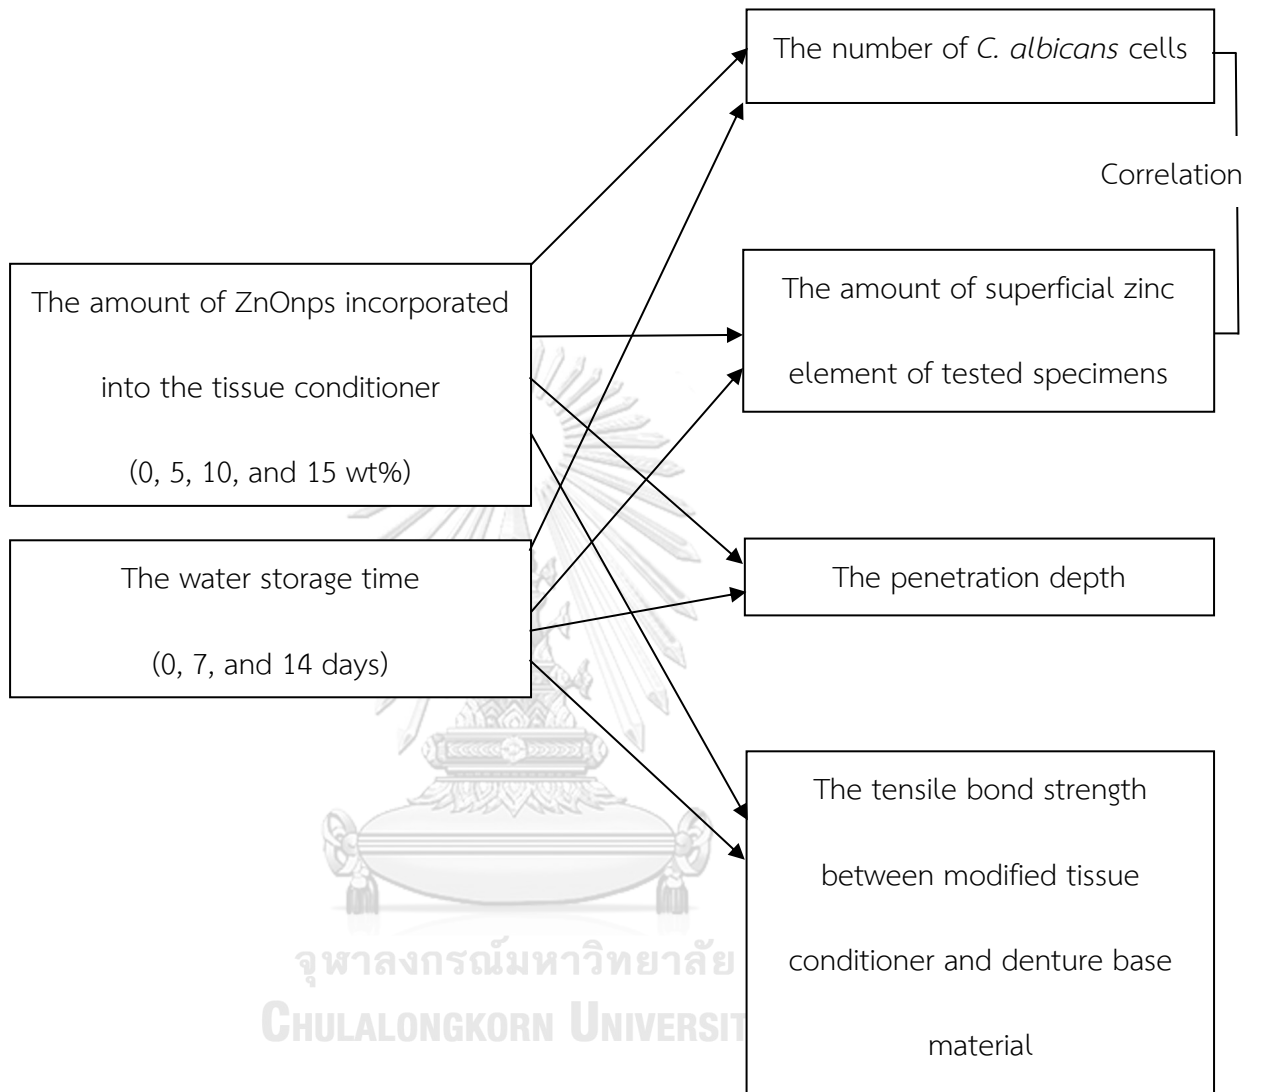 The number of C. albicans cells
Correlation
The amount of ZnOnps incorporated
into the tissue conditioner
(0, 5, 10, and 15 wt%)
The amount of superficial zinc
element of tested specimens
The water storage time
(0, 7, and 14 days)
The penetration depth
The tensile bond strength
between modified tissue
conditioner and denture base
material
จุฬาลงกรณ์มหาวิทยาลัย
CHULALONGKORN UNIVERSIT